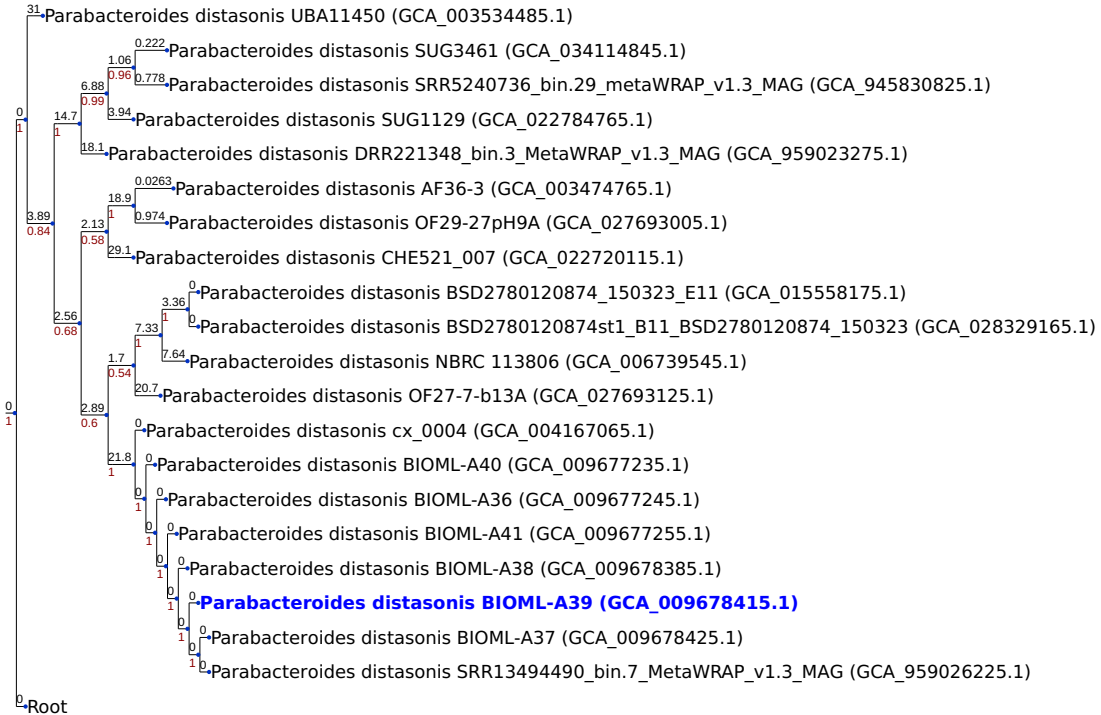 31 Parabacteroides distasonis UBA11450 (GCA_003534485.1)
0.222 Parabacteroides distasonis SUG3461 (GCA_034114845.1)
1.06
0.96
0.778 Parabacteroides distasonis SRR5240736_bin.29_metaWRAP_v1.3_MAG (GCA_945830825.1)
6.88
0.99
0
1
14.7
1
3.94 Parabacteroides distasonis SUG1129 (GCA_022784765.1)
18.1 Parabacteroides distasonis DRR221348_bin.3_MetaWRAP_v1.3_MAG (GCA_959023275.1)
0.0263 Parabacteroides distasonis AF36-3 (GCA_003474765.1)
18.9
1
3.89
0.84
0.974 Parabacteroides distasonis OF29-27pH9A (GCA_027693005.1)
2.13
0.58
29.1 Parabacteroides distasonis CHE521_007 (GCA_022720115.1)
0 Parabacteroides distasonis BSD2780120874_150323_E11 (GCA_015558175.1)
3.36
1
2.56
0.68
0 Parabacteroides distasonis BSD2780120874st1_B11_BSD2780120874_150323 (GCA_028329165.1)
7.33
1
7.64 Parabacteroides distasonis NBRC 113806 (GCA_006739545.1)
1.7
0.54
20.7 Parabacteroides distasonis OF27-7-b13A (GCA_027693125.1)
0
1
2.89
0.6
0 Parabacteroides distasonis cx_0004 (GCA_004167065.1)
21.8
1
0 Parabacteroides distasonis BIOML-A40 (GCA_009677235.1)
0
1
0 Parabacteroides distasonis BIOML-A36 (GCA_009677245.1)
0
1
0 Parabacteroides distasonis BIOML-A41 (GCA_009677255.1)
0
1
0 Parabacteroides distasonis BIOML-A38 (GCA_009678385.1)
0
1
0 Parabacteroides distasonis BIOML-A39 (GCA_009678415.1)
0
1
0 Parabacteroides distasonis BIOML-A37 (GCA_009678425.1)
0
1
0 Parabacteroides distasonis SRR13494490_bin.7_MetaWRAP_v1.3_MAG (GCA_959026225.1)
0 Root